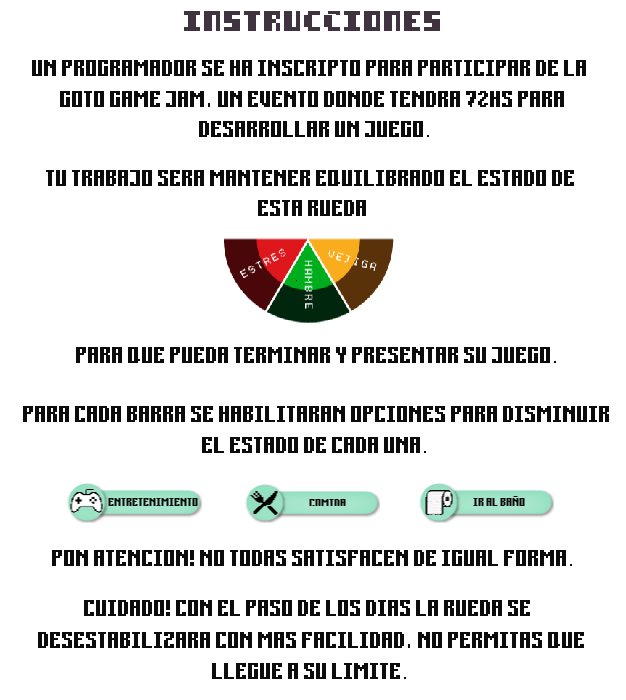 INSTRUCCIONES
UN PROGRAMADOR SE HA INSCRIPTO PARA PARTICIPAR DE LA
GOTO GAME JAM, UN EVENTO DONDE TENDRA 72HS PARA
DESARROLLAR UN JUEGO.
TU TRABAJO SERA MANTENER EQUILIBRADO EL ESTADO DE
ESTA RUEDA
ESTRES
HAMBRE
VEJIGA
PARA QUE PUEDA TERMINAR Y PRESENTAR SU JUEGO.
PARA CADA BARRA SE HABILITARAN OPCIONES PARA DISMINUIR
EL ESTADO DE CADA UNA.
ENTRETENIMIENTO
COMIDA
IR AL BAÑO
PON ATENCION! NO TODAS SATISFACEN DE IGUAL FORMA.
CUIDADO! CON EL PASO DE LOS DIAS LA RUEDA SE
DESESTABILIZARA CON MAS FACILIDAD, NO PERMITAS QUE
LLEGUE A SU LIMITE.